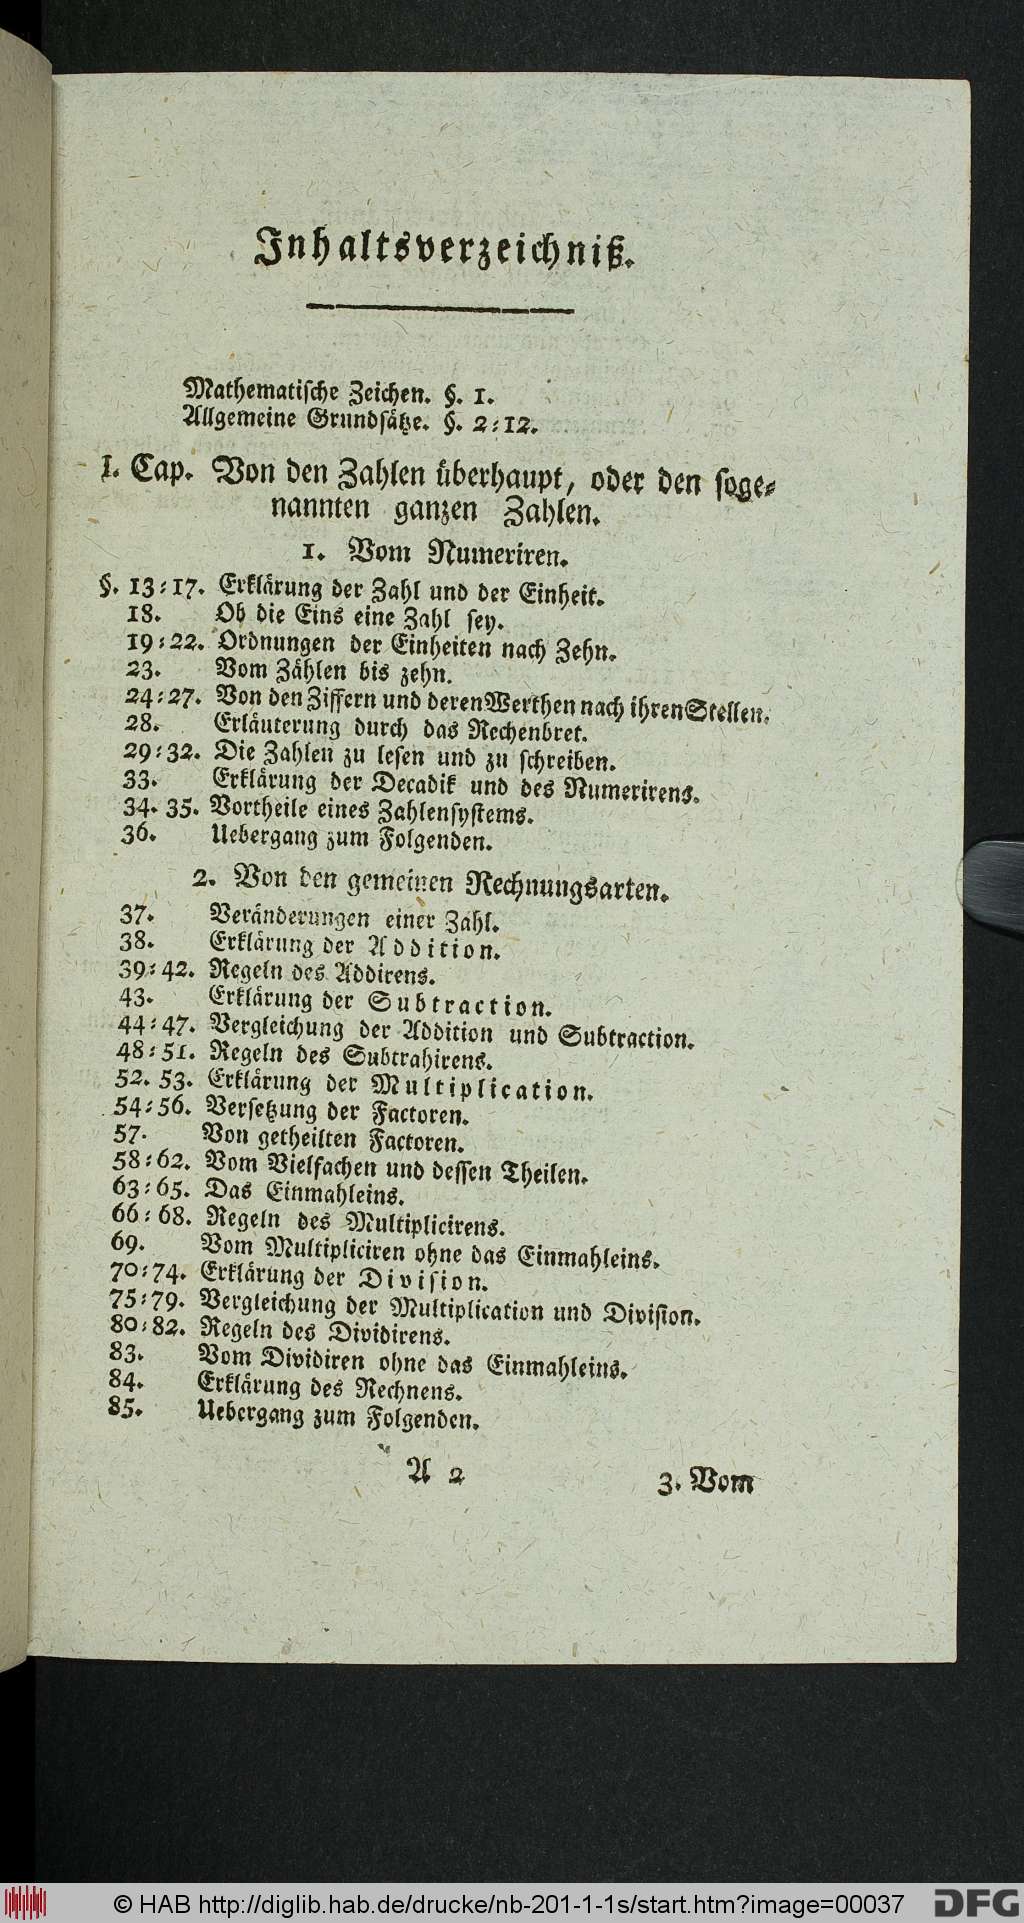 Inhaltsverzeichniß.
Mathematische Zeichen. §. 1.
Allgemeine Grundsätze. §. 2:12.
I. Cap. Von den Zahlen überhaupt, oder den soge-
nannten ganzen Zahlen.
1. Vom Numeriren.
§. 13:17. Erklärung der Zahl und der Einheit.
18. Ob die Eins eine Zahl sey.
19:22. Ordnungen der Einheiten nach Zehn.
23. Vom Zählen bis zehn.
24:27. Von den Ziffern und deren Werthen nach ihren Stellen.
28. Erläuterung durch das Rechenbret.
29:32. Die Zahlen zu lesen und zu schreiben.
33. Erklärung der Decadik und des Numerirens.
34. 35. Vortheile eines Zahlensystems.
36. Uebergang zum Folgenden.
2. Von den gemeinen Rechnungsarten.
37. Veränderungen einer Zahl.
38. Erklärung der Addition.
39:42. Regeln des Addirens.
43. Erklärung der Subtraction.
44:47. Vergleichung der Addition und Subtraction.
48:51. Regeln des Subtrahirens.
52. 53. Erklärung der Multiplication.
54:56. Versetzung der Factoren.
57. Von getheilten Factoren.
58:62. Vom Vielfachen und dessen Theilen.
63:65. Das Einmahleins.
66:68. Regeln des Multiplicirens.
69. Vom Multipliciren ohne das Einmahleins.
70:74. Erklärung der Division.
75:79. Vergleichung der Multiplication und Division.
80:82. Regeln des Dividirens.
83. Vom Dividiren ohne das Einmahleins.
84. Erklärung des Rechnens.
85. Uebergang zum Folgenden.
A 2 3. Vom
© HAB http://diglib.hab.de/drucke/nb-201-1-1s/start.htm?image=00037 DFG